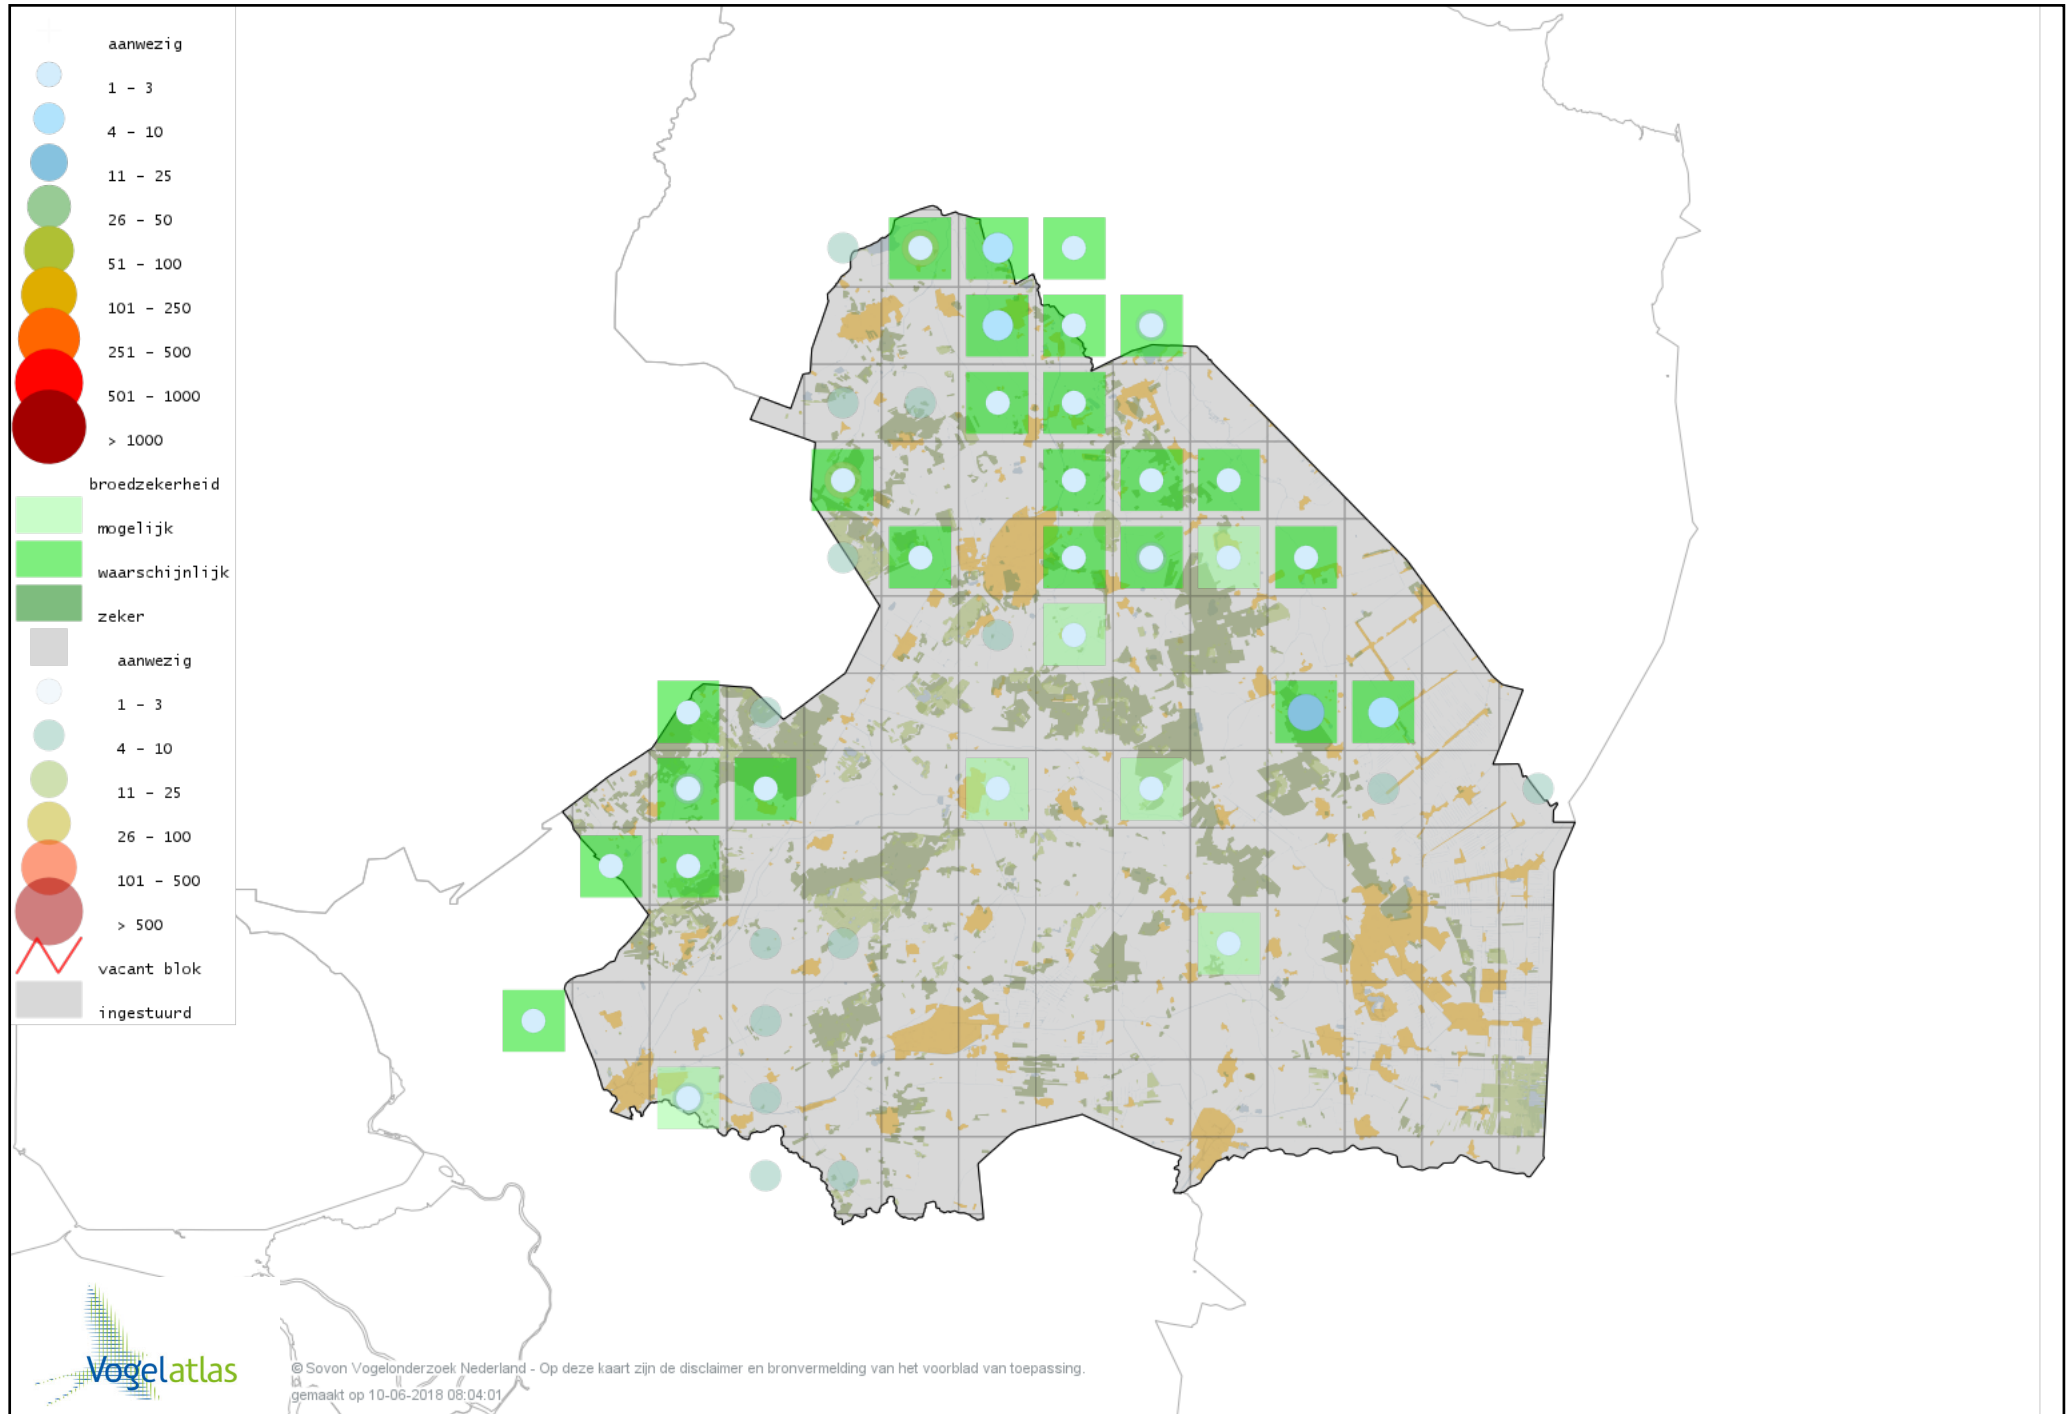 aanwezig
1 - 3
4 - 10
11 - 25
26 - 50
51 - 100
101 - 250
251 - 500
501 - 1000
> 1000
broedzekerheid
mogelijk
waarschijnlijk
zeker
aanwezig
1 - 3
4 - 10
11 - 25
26 - 100
101 - 500
> 500
vacant blok
ingestuurd
Vogelatlas
© Sovon Vogelonderzoek Nederland - Op deze kaart zijn de disclaimer en bronvermelding van het voorblad van toepassing.
gemaakt op 10-06-2018 08:04:01